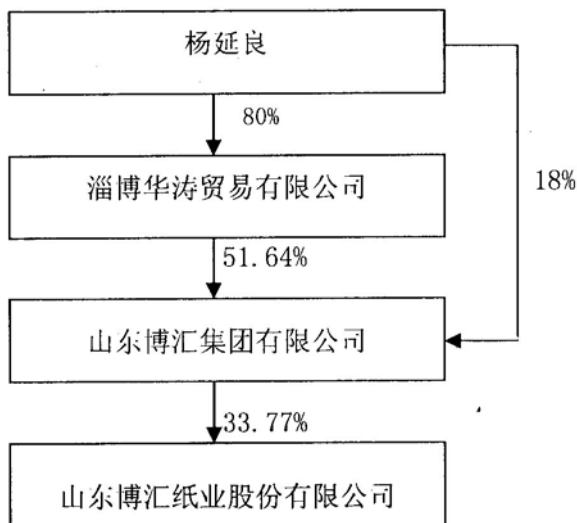 杨延良
80%
淄博华涛贸易有限公司
18%
51.64%
山东博汇集团有限公司
33.77%
山东博汇纸业股份有限公司